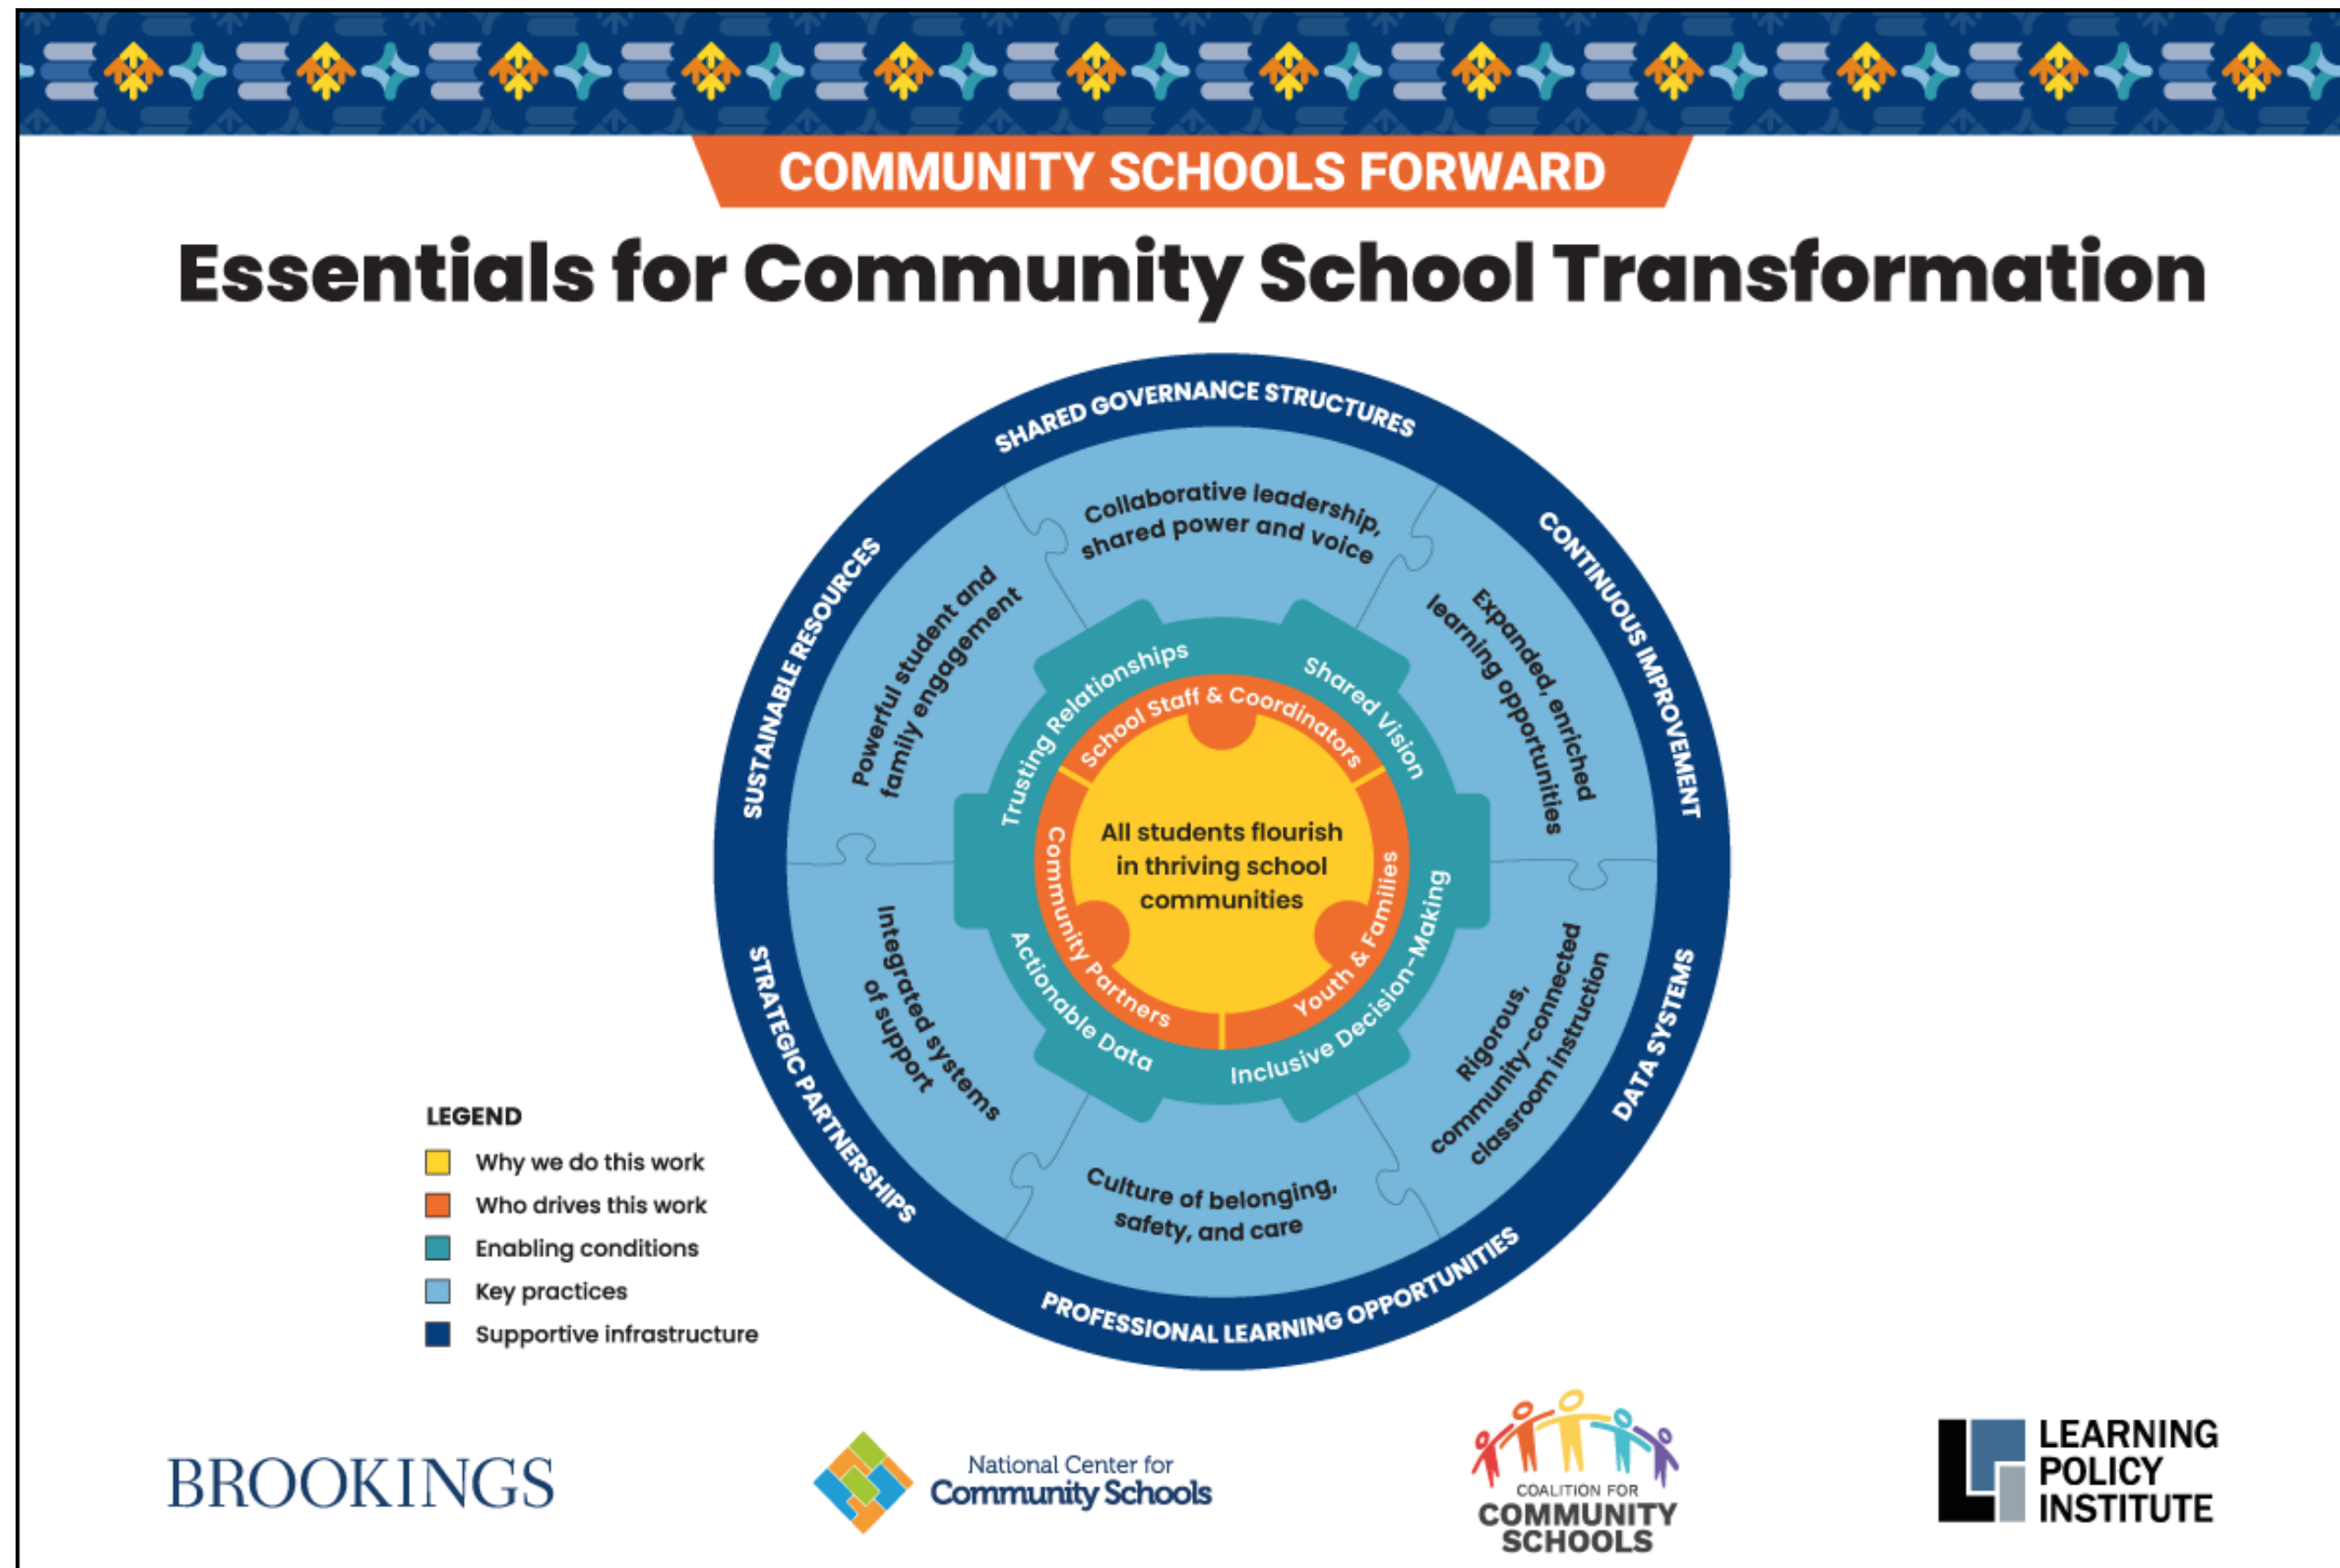 COMMUNITY SCHOOLS FORWARD
Essentials for Community School Transformation
SHARED GOVERNANCE STRUCTURES
CONTINUOUS IMPROVEMENT
DATA SYSTEMS
PROFESSIONAL LEARNING OPPORTUNITIES
STRATEGIC PARTNERSHIPS
SUSTAINABLE RESOURCES
Collaborative leadership,
shared power and voice
Expanded, enriched
learning opportunities
Rigorous,
community-connected
classroom instruction
Culture of belonging,
safety, and care
Integrated systems
of support
Powerful student and
family engagement
Trusting Relationships
Shared Vision
Inclusive Decision-Making
Actionable Data
School Staff & Coordinators
Youth & Families
Community Partners
All students flourish
in thriving school
communities
LEGEND
Why we do this work
Who drives this work
Enabling conditions
Key practices
Supportive infrastructure
BROOKINGS
National Center for
Community Schools
COALITION FOR
COMMUNITY
SCHOOLS
LEARNING
POLICY
INSTITUTE